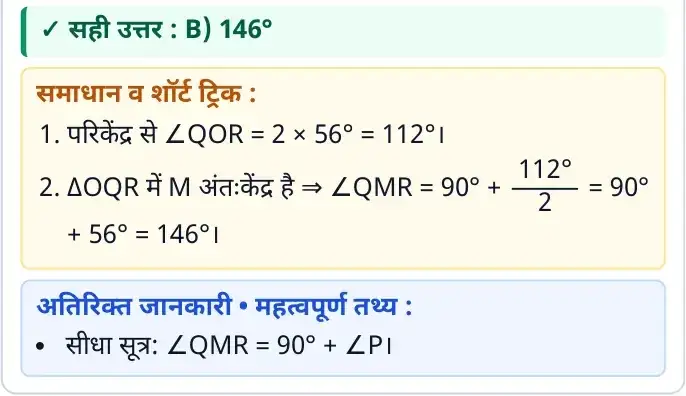 ✓ सही उत्तर : B) 146°
समाधान व शॉर्ट ट्रिक :
1. परिकेंद्र से ∠QOR = 2 × 56° = 112°।
2. ΔOQR में M अंतःकेंद्र है ⇒ ∠QMR = 90° + 112°/2 = 90°
+ 56° = 146°।
अतिरिक्त जानकारी • महत्वपूर्ण तथ्य :
• सीधा सूत्र: ∠QMR = 90° + ∠P।